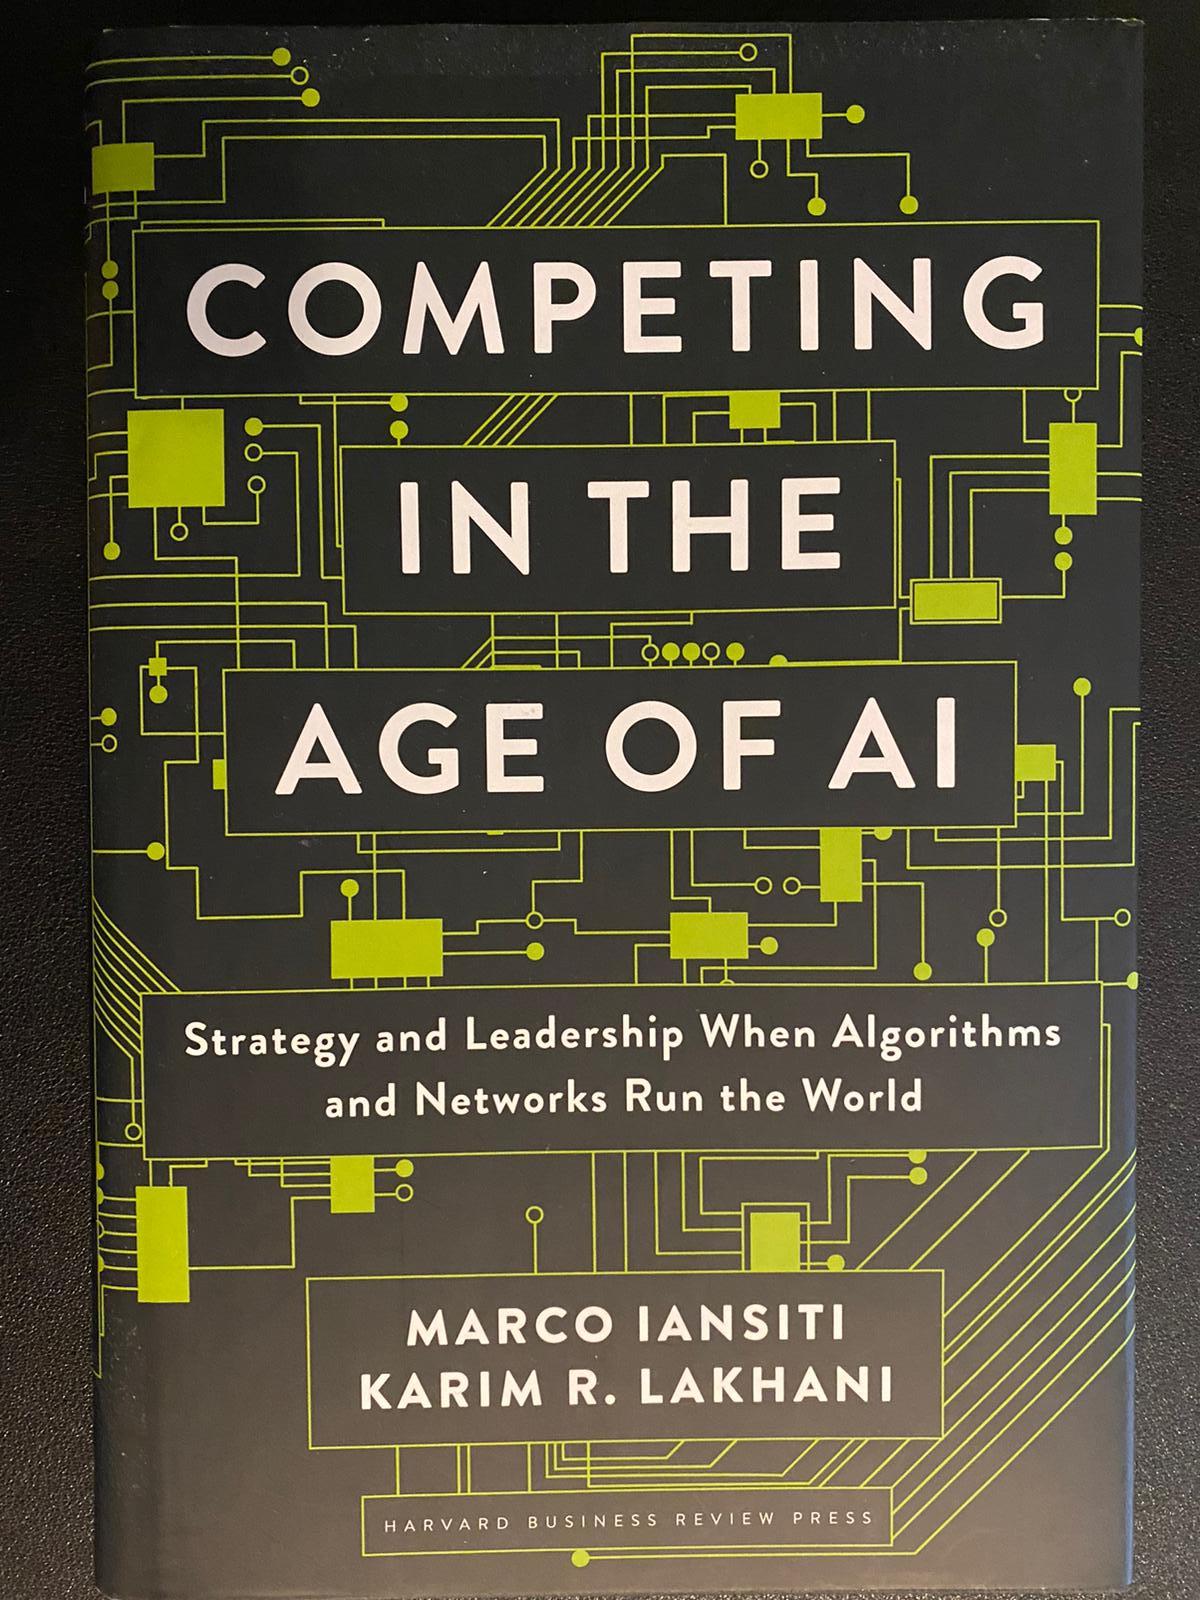 COMPETING
IN THE
AGE OF AI
Strategy and Leadership When Algorithms
and Networks Run the World
MARCO IANSITI
KARIM R. LAKHANI
HARVARD BUSINESS REVIEW PRESS